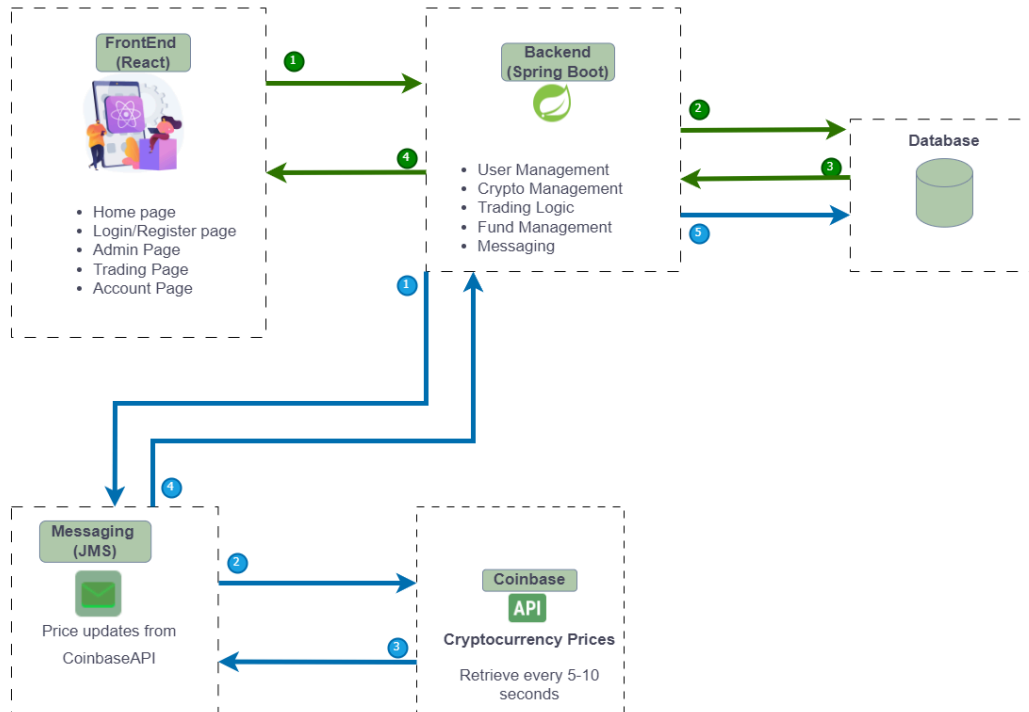 FrontEnd
(React)
1
4
Home page
Login/Register page
Admin Page
Trading Page
Account Page
Backend
(Spring Boot)
User Management
Crypto Management
Trading Logic
Fund Management
Messaging
2
3
5
Database
1
4
Messaging
(JMS)
Price updates from
CoinbaseAPI
2
3
Coinbase
API
Cryptocurrency Prices
Retrieve every 5-10
seconds